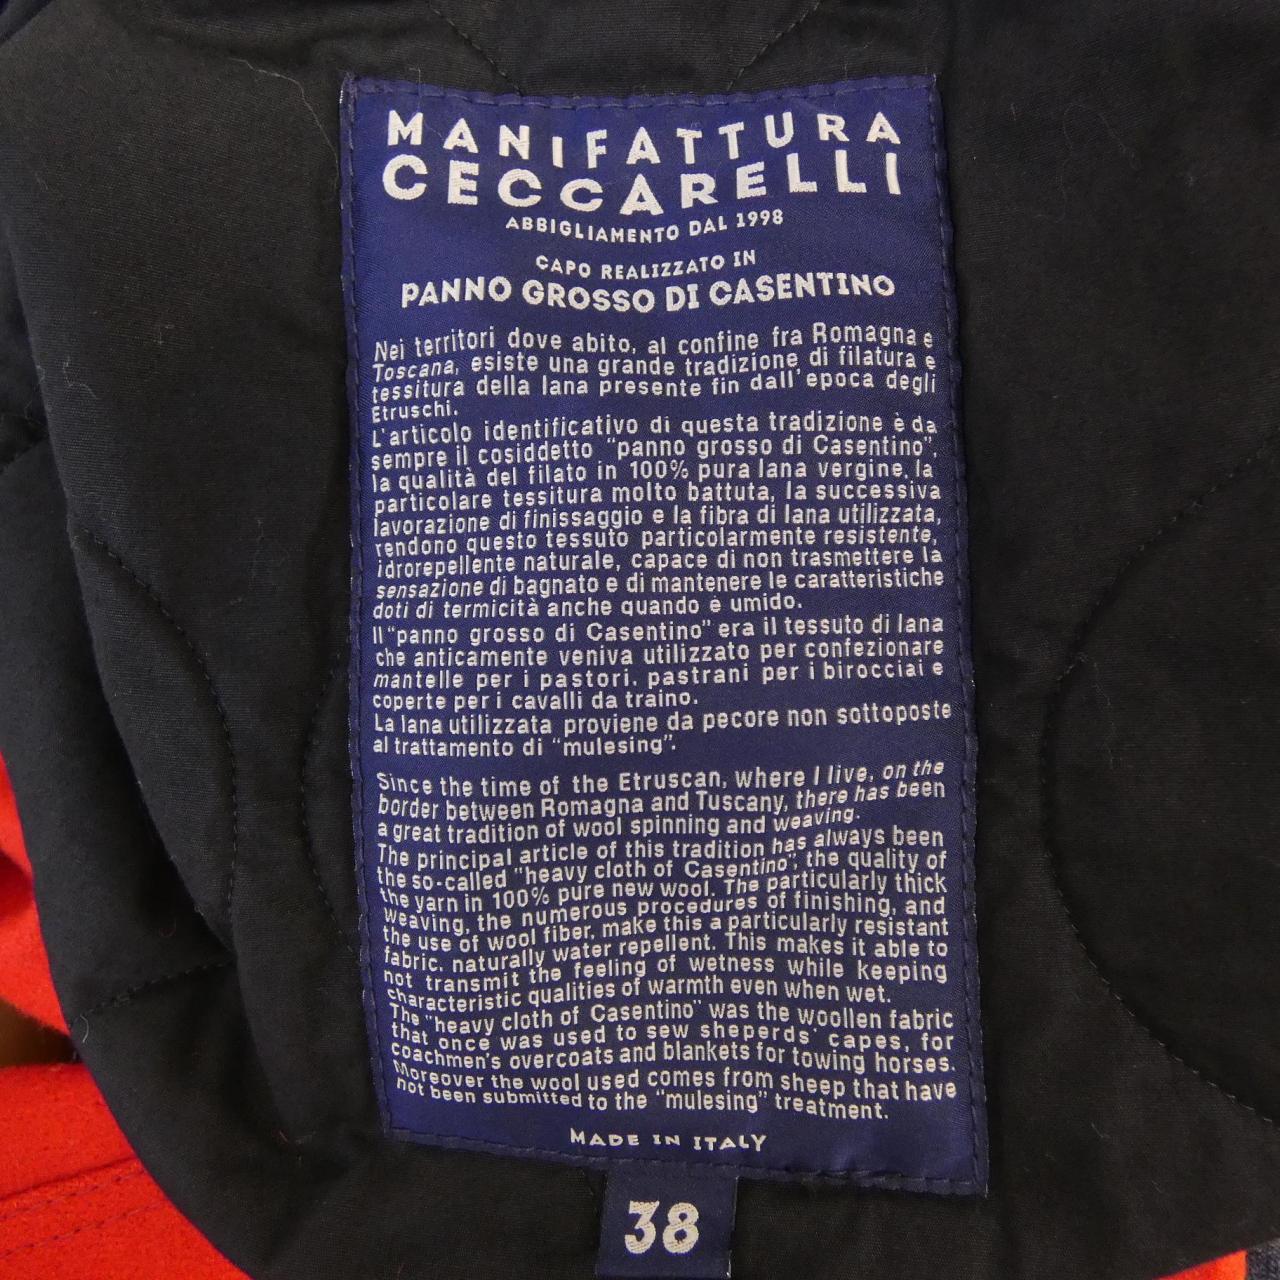 MANIFATTURA
CECCARELLI
ABBIGLIAMENTO DAL 1998
CAPO REALIZZATO IN
PANNO GROSSO DI CASENTINO
Nei territori dove abito, al confine fra Romagna e
Toscana, esiste una grande tradizione di filatura e
tessitura della lana presente fin dall'epoca degli
Etruschi.
L'articolo identificativo di questa tradizione è da
sempre il cosiddetto "panno grosso di Casentino",
la qualità del filato in 100% pura lana vergine, la
particolare tessitura molto battuta, la successiva
lavorazione di finissaggio e la fibra di lana utilizzata,
rendono questo tessuto particolarmente resistente,
idrorepellente naturale, capace di non trasmettere la
sensazione di bagnato e di mantenere le caratteristiche
doti di termicità anche quando è umido.
Il "panno grosso di Casentino" era il tessuto di lana
che anticamente veniva utilizzato per confezionare
mantelle per i pastori, pastrani per i birocciai e
coperte per i cavalli da traino.
La lana utilizzata proviene da pecore non sottoposte
al trattamento di "mulesing".
Since the time of the Etruscan, where I live, on the
border between Romagna and Tuscany, there has been
a great tradition of wool spinning and weaving.
The principal article of this tradition has always been
the so-called "heavy cloth of Casentino", the quality of
the yarn in 100% pure new wool. The particularly thick
weaving, the numerous procedures of finishing, and
the use of wool fiber, make this a particularly resistant
fabric, naturally water repellent. This makes it able to
not transmit the feeling of wetness while keeping
characteristic qualities of warmth even when wet.
The "heavy cloth of Casentino" was the woollen fabric
that once was used to sew sheperds' capes, for
coachmen's overcoats and blankets for towing horses.
Moreover the wool used comes from sheep that have
not been submitted to the "mulesing" treatment.
MADE IN ITALY
38